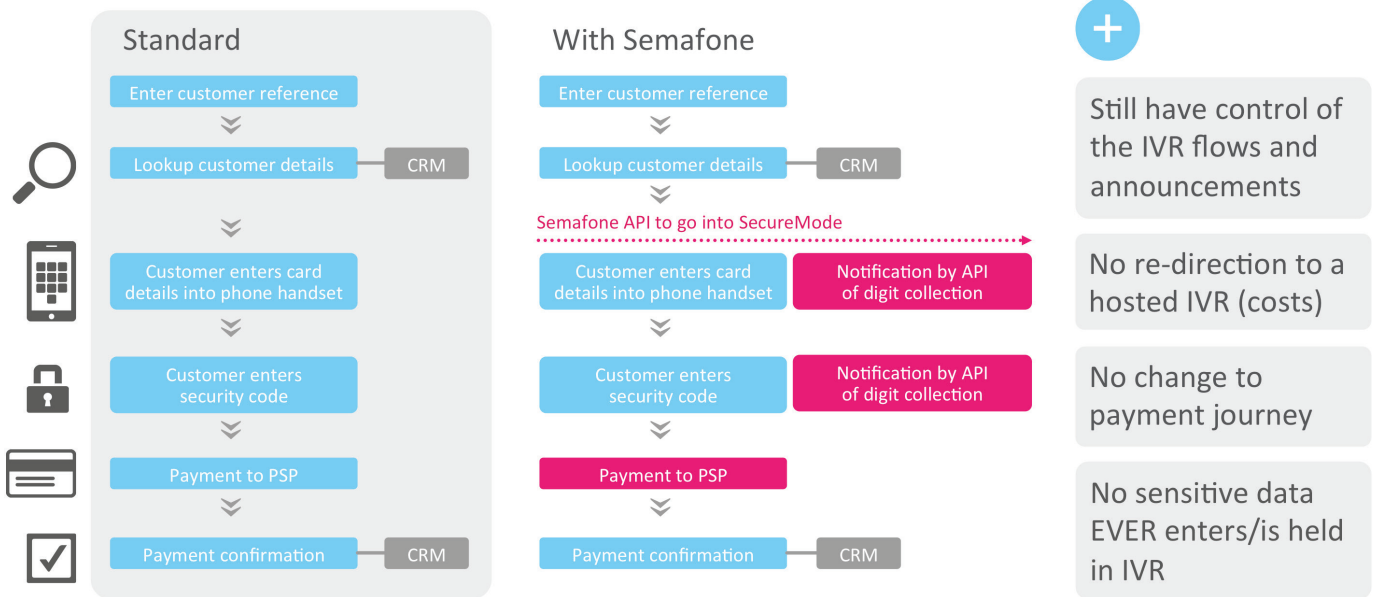 Standard
Enter customer reference
Lookup customer details
CRM
Customer enters card
details into phone handset
Customer enters
security code
Payment to PSP
Payment confirmation
CRM
With Semafone
Enter customer reference
Lookup customer details
CRM
Semafone API to go into SecureMode
Customer enters card
details into phone handset
Notification by API
of digit collection
Customer enters
security code
Notification by API
of digit collection
Payment to PSP
Payment confirmation
CRM
+
Still have control of
the IVR flows and
announcements
No re-direction to a
hosted IVR (costs)
No change to
payment journey
No sensitive data
EVER enters/is held
in IVR